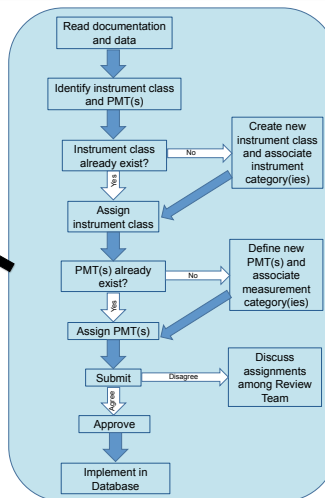 Read documentation
and data
Identify instrument class
and PMT(s)
Instrument class
already exist?
No
Create new
instrument class
and associate
instrument
category(ies)
Yes
Assign
instrument class
PMT(s) already
exist?
No
Define new
PMT(s) and
associate
measurement
category(ies)
Yes
Assign PMT(s)
Submit
Disagree
Discuss
assignments
among Review
Team
Agree
Approve
Implement in
Database